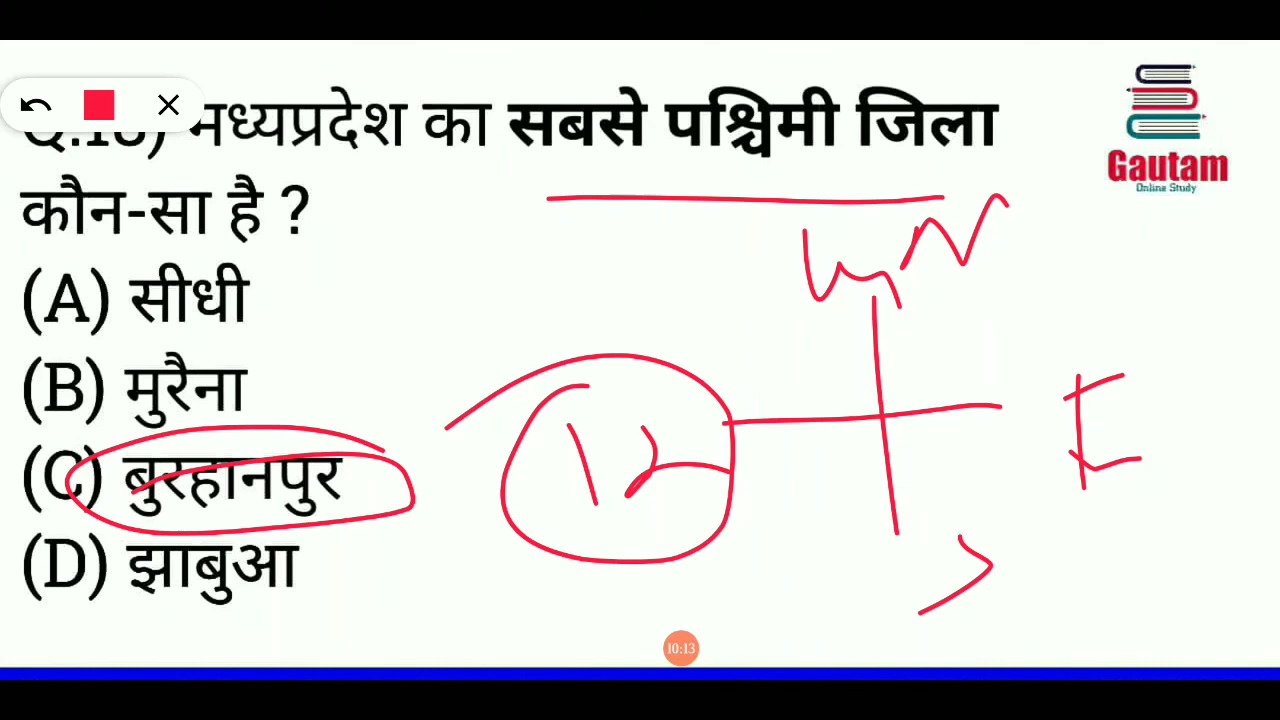 मध्यप्रदेश का सबसे पश्चिमी जिला
कौन-सा है ?
(A) सीधी
(B) मुरैना
(C) बुरहानपुर
(D) झाबुआ
Gautam
Online Study
N
E
12
10:13